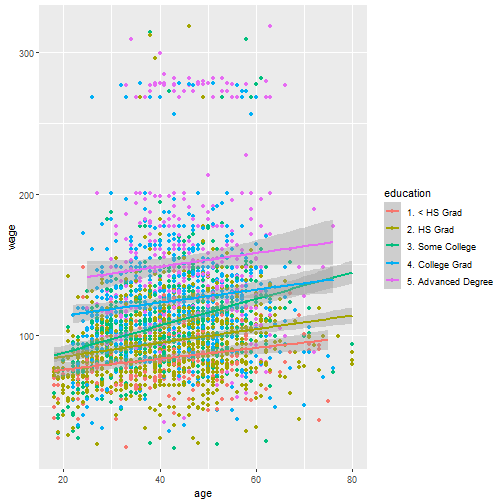 300
200
100
wage
20
40
60
80
age
education
1. < HS Grad
2. HS Grad
3. Some College
4. College Grad
5. Advanced Degree